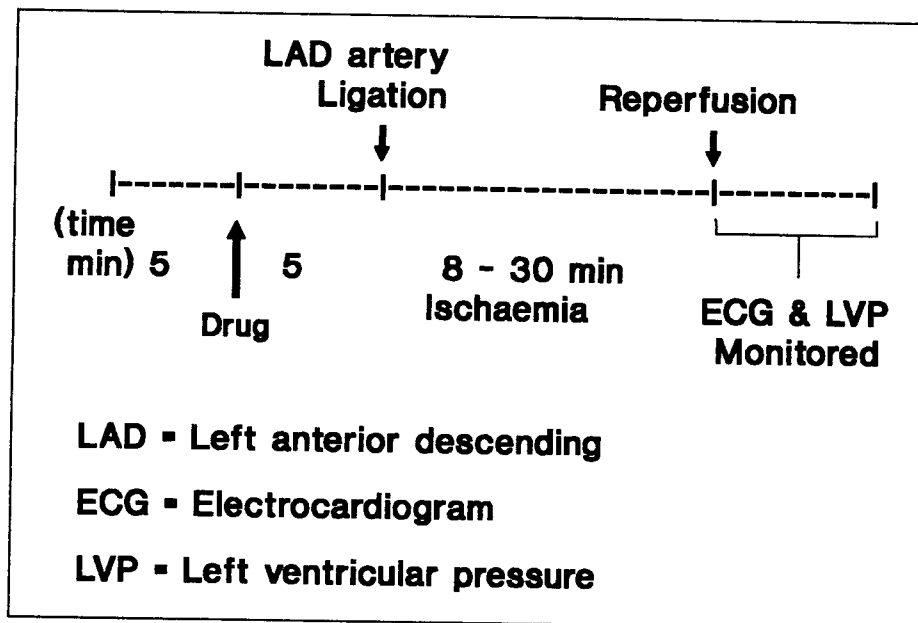 LAD artery
Ligation
Reperfusion
(time
min) 5
5
8 - 30 min
Ischaemia
Drug
ECG & LVP
Monitored
LAD = Left anterior descending
ECG = Electrocardiogram
LVP = Left ventricular pressure